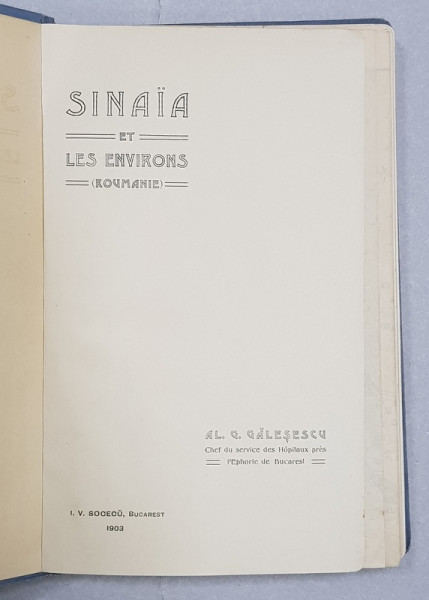 SINAÏA
ET
LES ENVIRONS
(ROUMANIE)
AL. G. GĂLEŞESCU
Chef du service des Hôpitaux près
l'Ephorie de Bucarest
I. V. SOCECŬ, BUCAREST
1903